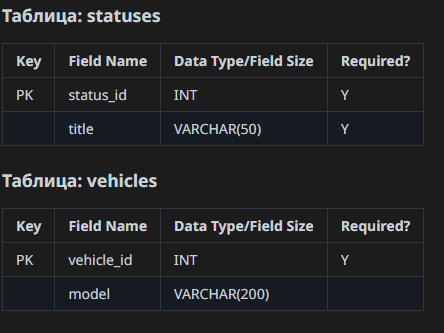 Таблица: statuses
Key Field Name Data Type/Field Size Required?
PK status_id INT Y
title VARCHAR(50) Y
Таблица: vehicles
Key Field Name Data Type/Field Size Required?
PK vehicle_id INT Y
model VARCHAR(200)